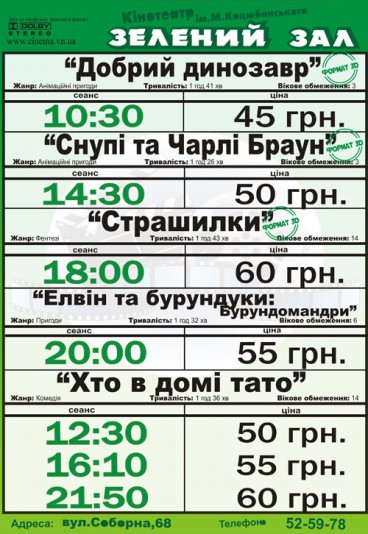 Кінотеатр ім.М.Коцюбинського
DOLBY
STEREO
www.cinema.vn.ua
ЗЕЛЕНИЙ ЗАЛ
“Добрий динозавр”
ФОРМАТ 3D
Жанр: Анімаційні пригоди Тривалість: 1 год 41 хв Вікове обмеження: 3
сеанс ціна
10:30 45 грн.
“Снупі та Чарлі Браун”
ФОРМАТ 3D
Жанр: Анімаційні пригоди Тривалість: 1 год 26 хв Вікове обмеження: 3
сеанс ціна
14:30 50 грн.
“Страшилки”
ФОРМАТ 3D
Жанр: Фентезі Тривалість: 1 год 43 хв Вікове обмеження: 14
сеанс ціна
18:00 60 грн.
“Елвін та бурундуки:
Бурундомандри”
Жанр: Пригоди Тривалість: 1 год 32 хв Вікове обмеження: 6
сеанс ціна
20:00 55 грн.
“Хто в домі тато”
Жанр: Комедія Тривалість: 1 год 36 хв Вікове обмеження: 14
сеанс ціна
12:30 50 грн.
16:10 55 грн.
21:50 60 грн.
Адреса: вул.Соборна,68 Телефони 52-59-78